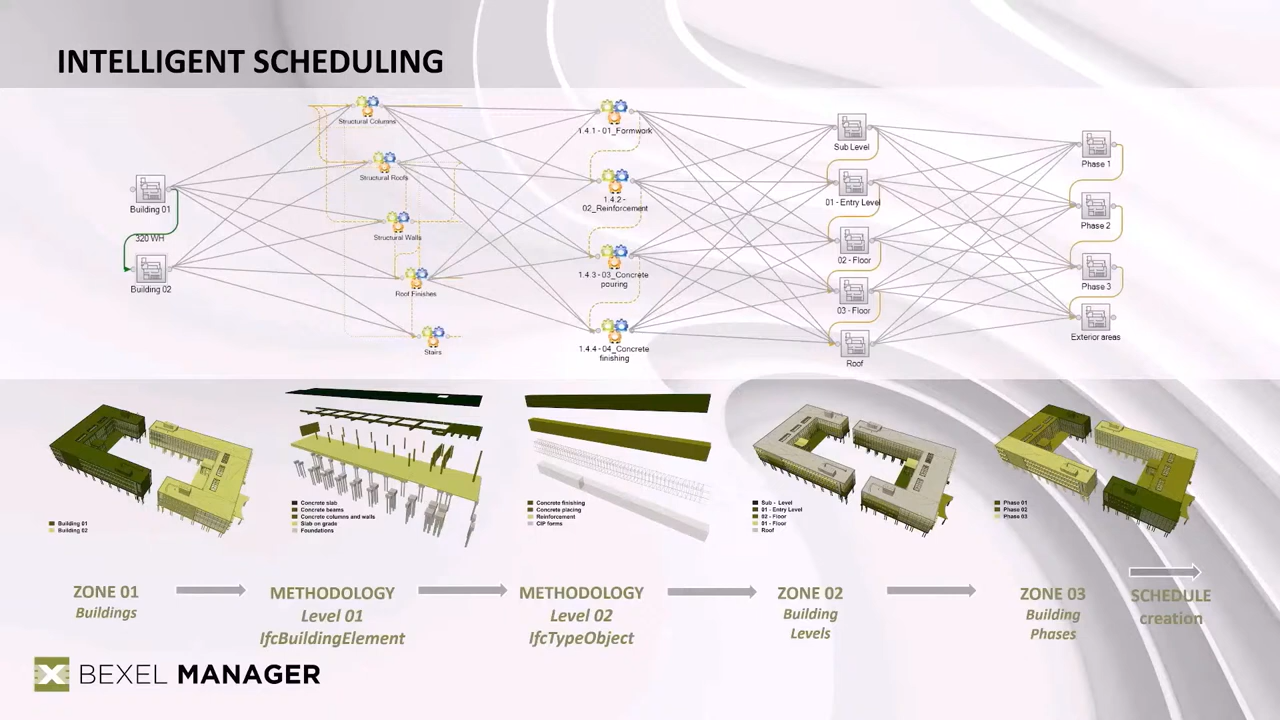 INTELLIGENT SCHEDULING
Building 01
320 WH
Building 02
Structural Columns
Structural Roofs
Structural Walls
Roof Finishes
Stairs
1.4.1 - 01_Formwork
1.4.2 -
02_Reinforcement
1.4.3 - 03_Concrete
pouring
1.4.4 - 04_Concrete
finishing
Sub Level
01 - Entry Level
02 - Floor
03 - Floor
Roof
Phase 1
Phase 2
Phase 3
Exterior areas
Building 01
Building 02
Concrete slab
Concrete beams
Concrete columns and walls
Slab on grade
Foundations
Concrete finishing
Concrete placing
Reinforcement
CIP forms
Sub - Level
01 - Entry Level
02 - Floor
01 - Floor
Roof
Phase 01
Phase 02
Phase 03
ZONE 01
Buildings
METHODOLOGY
Level 01
IfcBuildingElement
METHODOLOGY
Level 02
IfcTypeObject
ZONE 02
Building
Levels
ZONE 03
Building
Phases
SCHEDULE
creation
BEXEL MANAGER